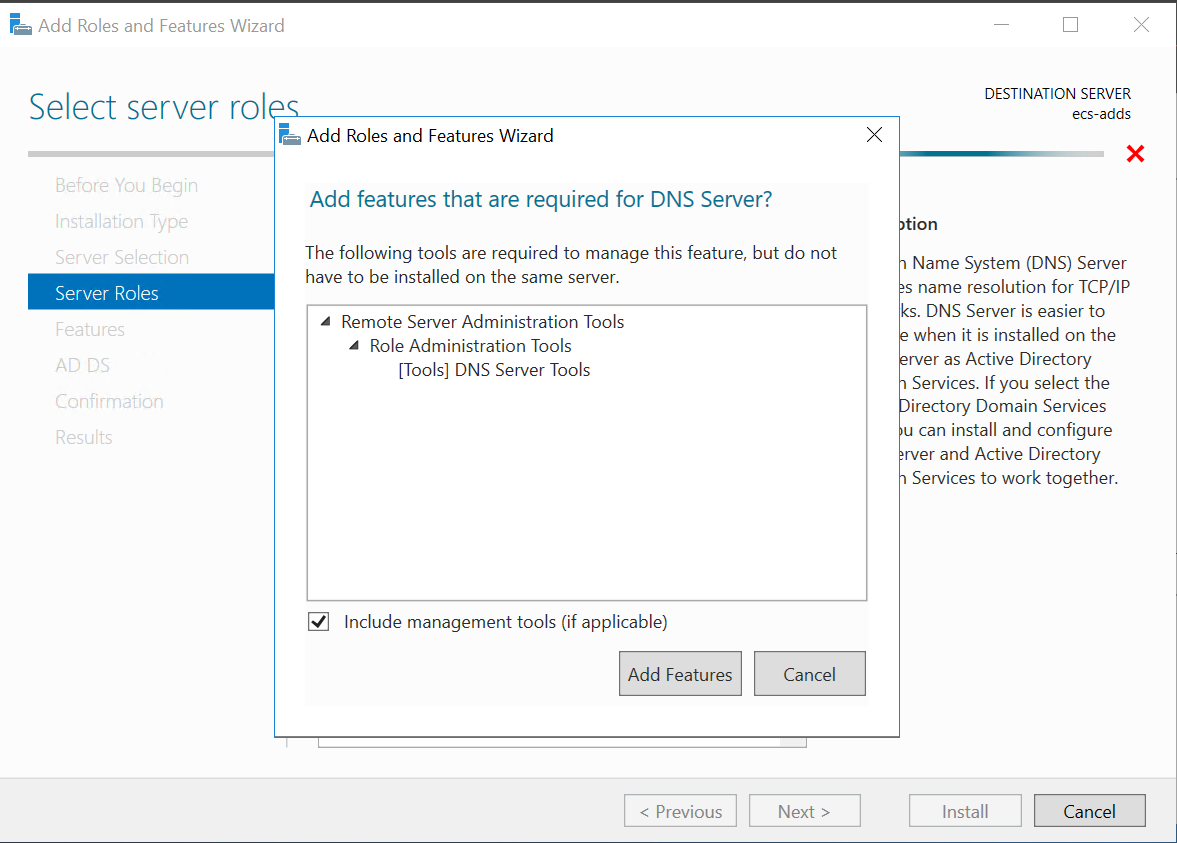 Add Roles and Features Wizard
Select server roles
DESTINATION SERVER
ecs-adds
Before You Begin
Installation Type
Server Selection
Server Roles
Features
AD DS
Confirmation
Results
Add Roles and Features Wizard
Add features that are required for DNS Server?
The following tools are required to manage this feature, but do not
have to be installed on the same server.
Remote Server Administration Tools
Role Administration Tools
[Tools] DNS Server Tools
Include management tools (if applicable)
Add Features
Cancel
Name System (DNS) Server
name resolution for TCP/IP
DNS Server is easier to
when it is installed on the
as Active Directory
Services. If you select the
Directory Domain Services
can install and configure
and Active Directory
Services to work together.
< Previous
Next >
Install
Cancel